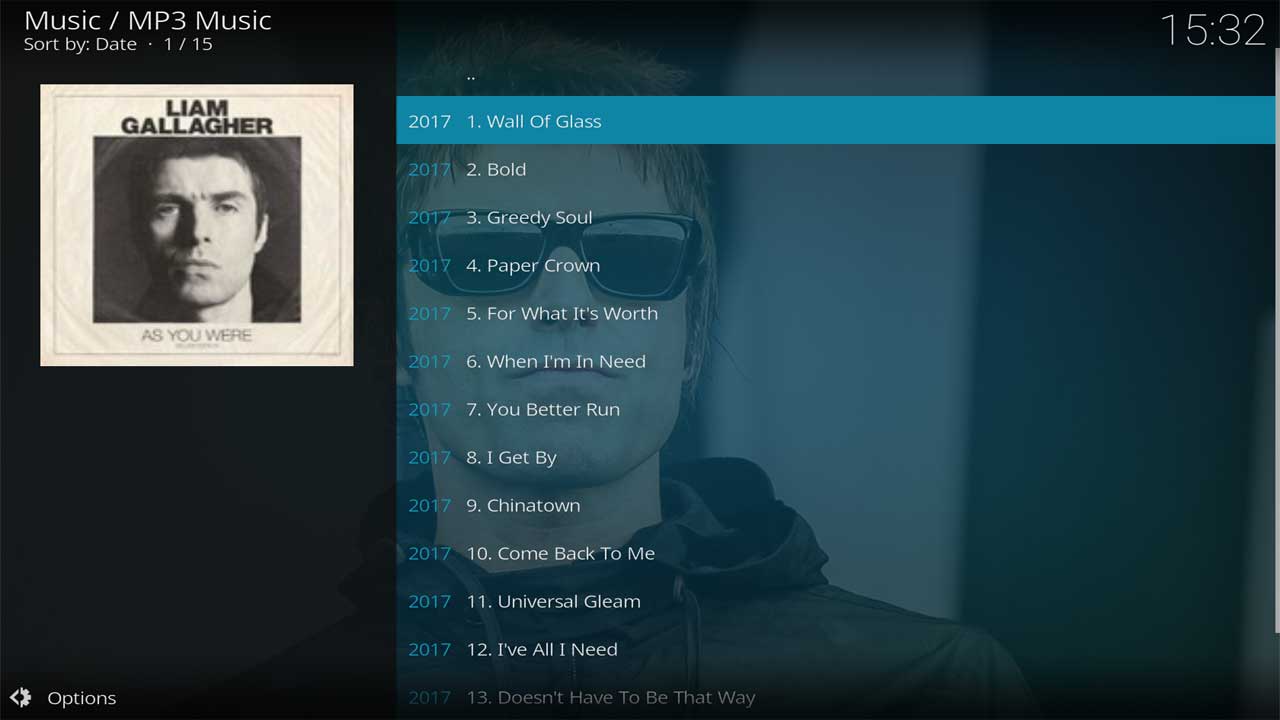 Music / MP3 Music
Sort by: Date · 1 / 15
15:32
LIAM
GALLAGHER
AS YOU WERE
..
2017 1. Wall Of Glass
2017 2. Bold
2017 3. Greedy Soul
2017 4. Paper Crown
2017 5. For What It's Worth
2017 6. When I'm In Need
2017 7. You Better Run
2017 8. I Get By
2017 9. Chinatown
2017 10. Come Back To Me
2017 11. Universal Gleam
2017 12. I've All I Need
2017 13. Doesn't Have To Be That Way
Options